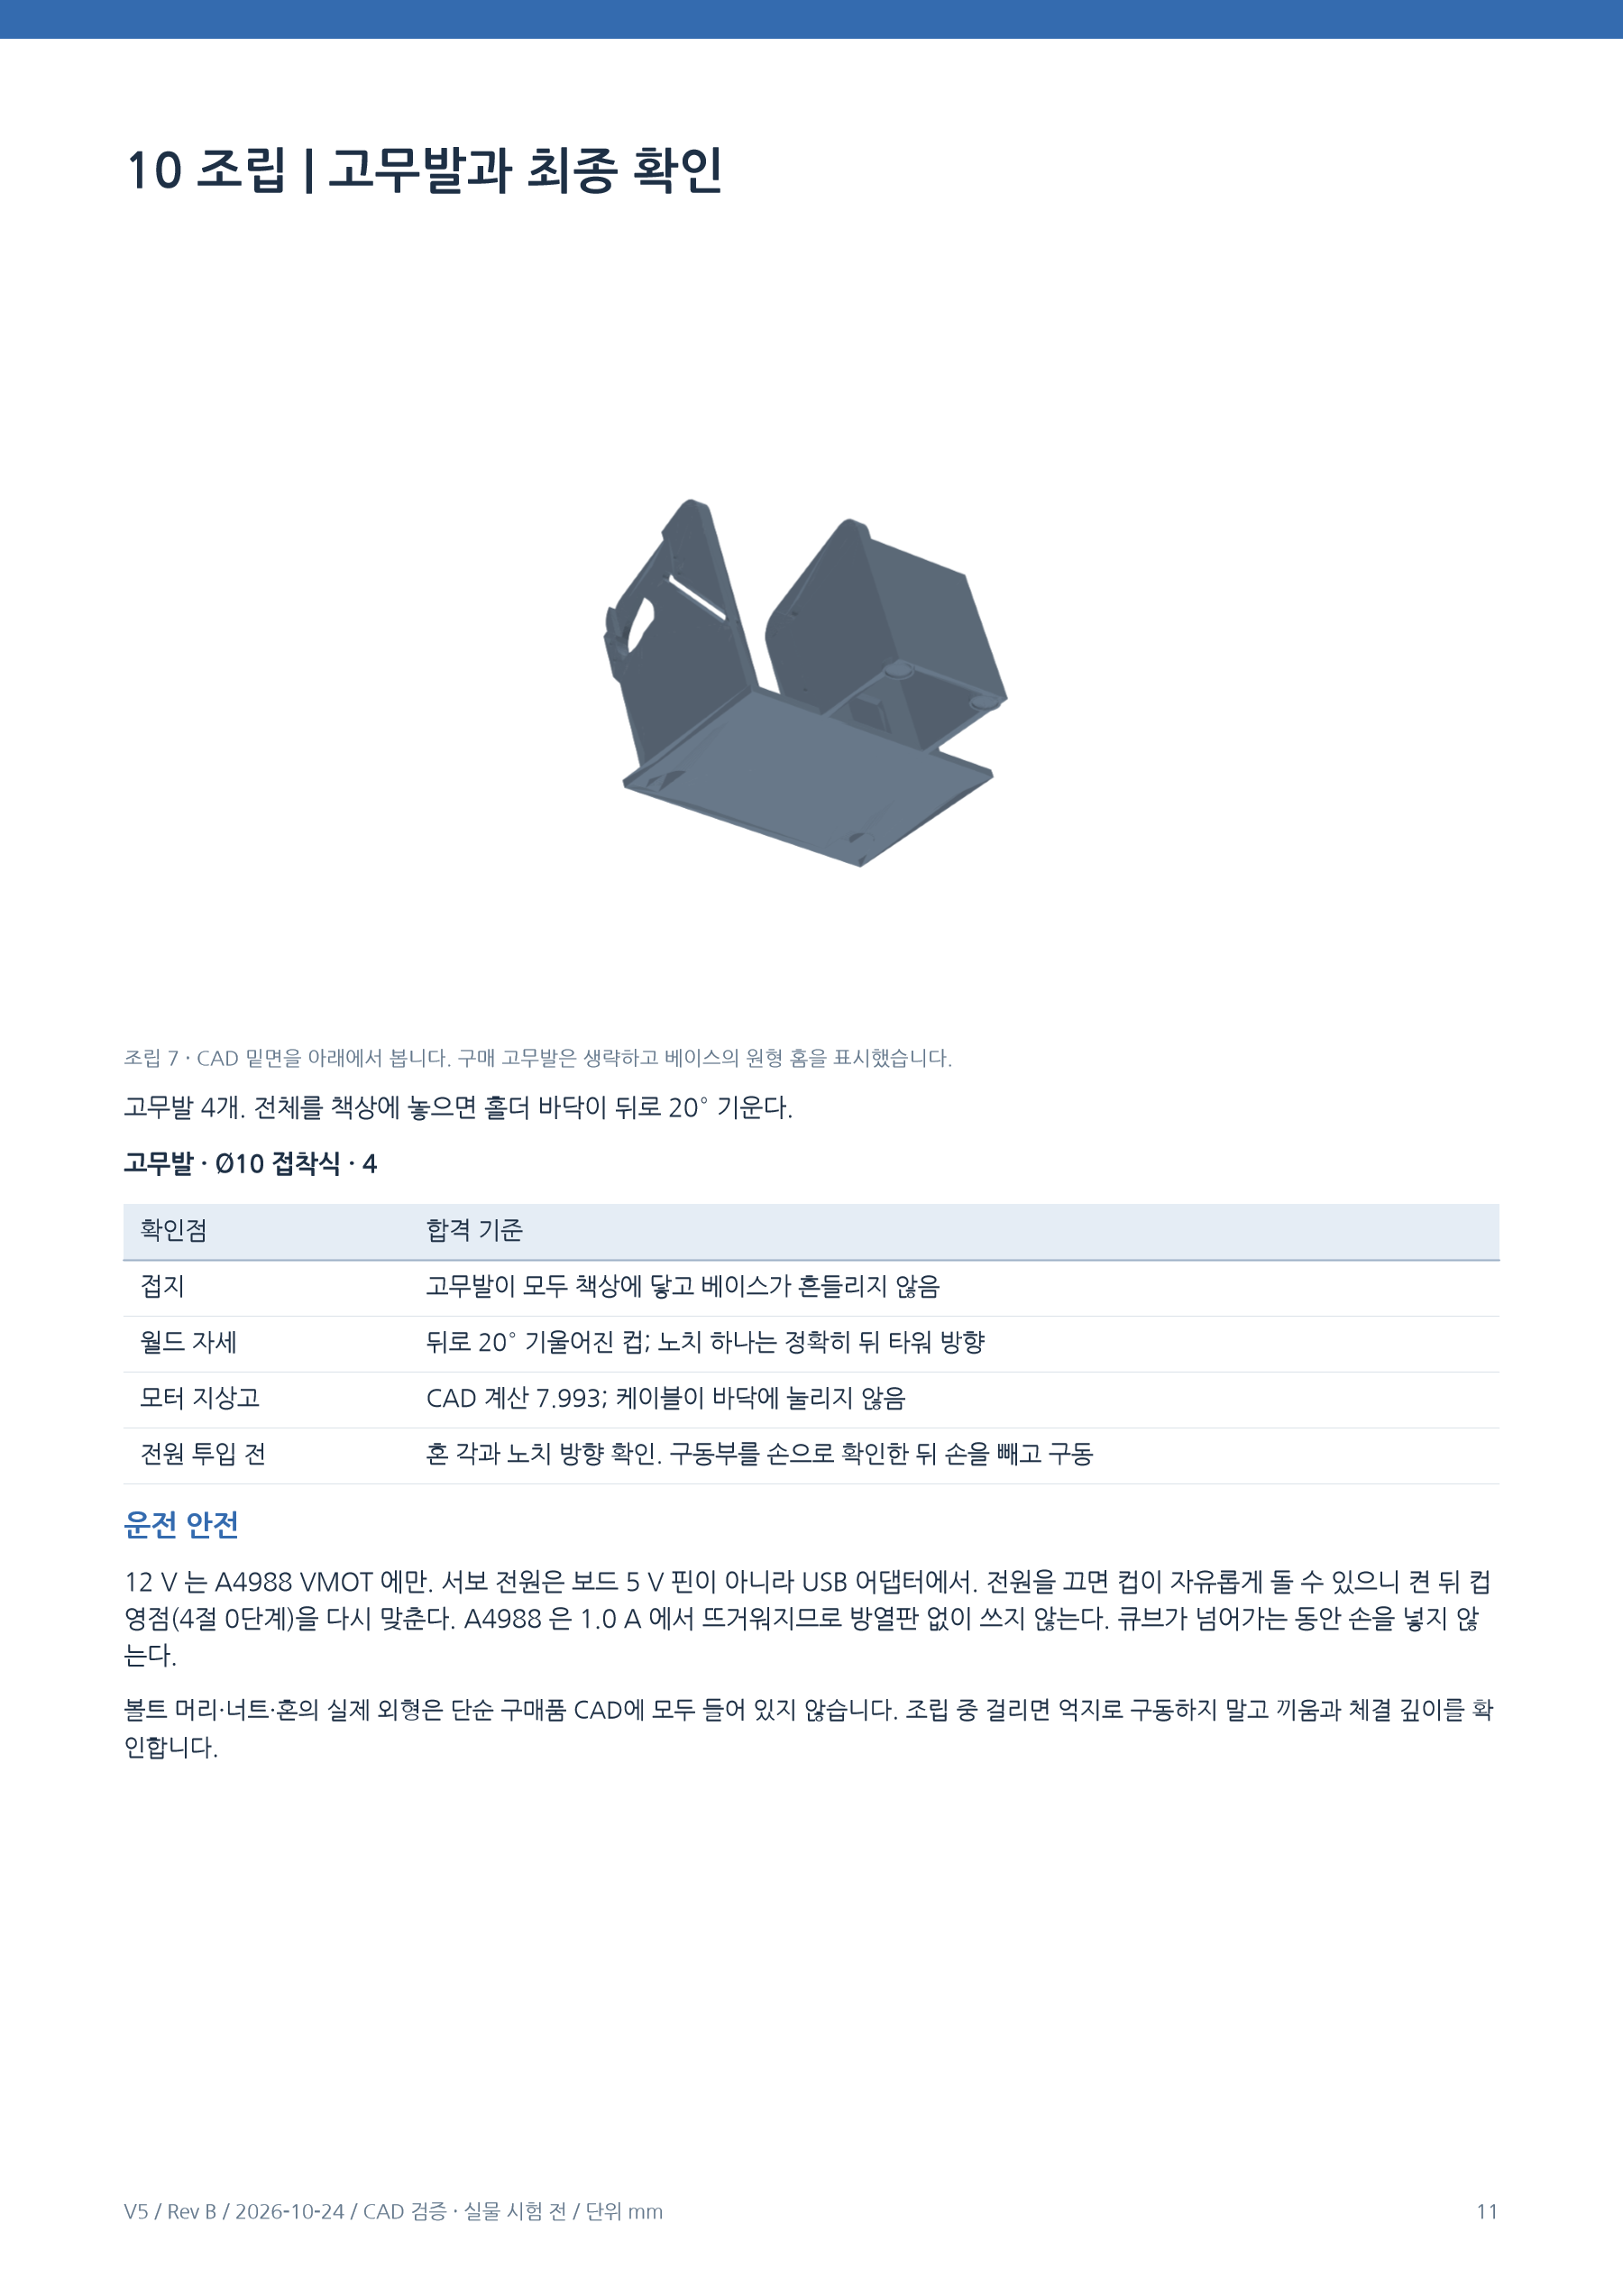 10 조립 | 고무발과 최종 확인
조립 7 · CAD 밑면을 아래에서 봅니다. 구매 고무발은 생략하고 베이스의 원형 홈을 표시했습니다.
고무발 4개. 전체를 책상에 놓으면 홀더 바닥이 뒤로 20° 기운다.
고무발 · Ø10 접착식 · 4
확인점 합격 기준
접지 고무발이 모두 책상에 닿고 베이스가 흔들리지 않음
월드 자세 뒤로 20° 기울어진 컵; 노치 하나는 정확히 뒤 타워 방향
모터 지상고 CAD 계산 7.993; 케이블이 바닥에 눌리지 않음
전원 투입 전 혼 각과 노치 방향 확인. 구동부를 손으로 확인한 뒤 손을 빼고 구동
운전 안전
12 V 는 A4988 VMOT 에만. 서보 전원은 보드 5 V 핀이 아니라 USB 어댑터에서. 전원을 끄면 컵이 자유롭게 돌 수 있으니 켠 뒤 컵
영점(4절 0단계)을 다시 맞춘다. A4988 은 1.0 A 에서 뜨거워지므로 방열판 없이 쓰지 않는다. 큐브가 넘어가는 동안 손을 넣지 않
는다.
볼트 머리·너트·혼의 실제 외형은 단순 구매품 CAD에 모두 들어 있지 않습니다. 조립 중 걸리면 억지로 구동하지 말고 끼움과 체결 깊이를 확
인합니다.
V5 / Rev B / 2026-10-24 / CAD 검증 · 실물 시험 전 / 단위 mm 11